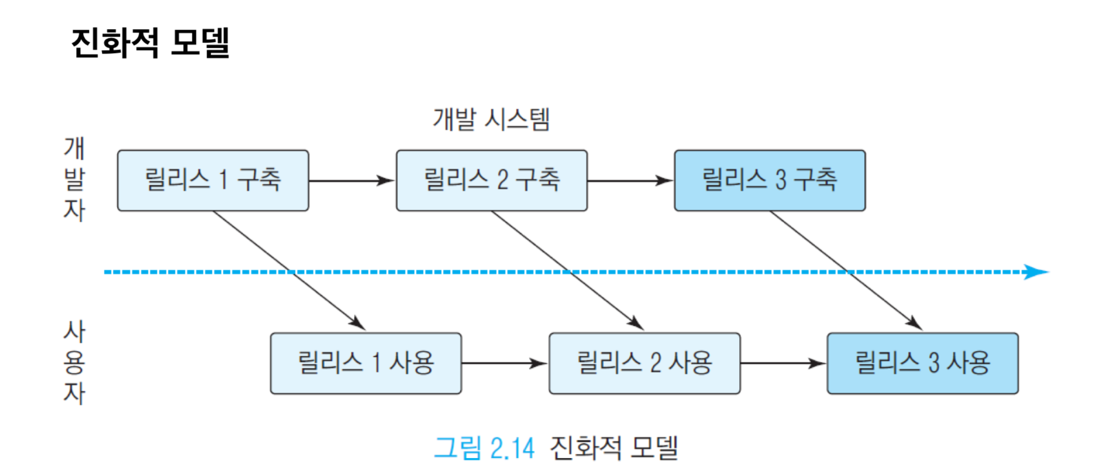 진화적 모델
개발 시스템
개발자
릴리스 1 구축
릴리스 2 구축
릴리스 3 구축
사용자
릴리스 1 사용
릴리스 2 사용
릴리스 3 사용
그림 2.14 진화적 모델